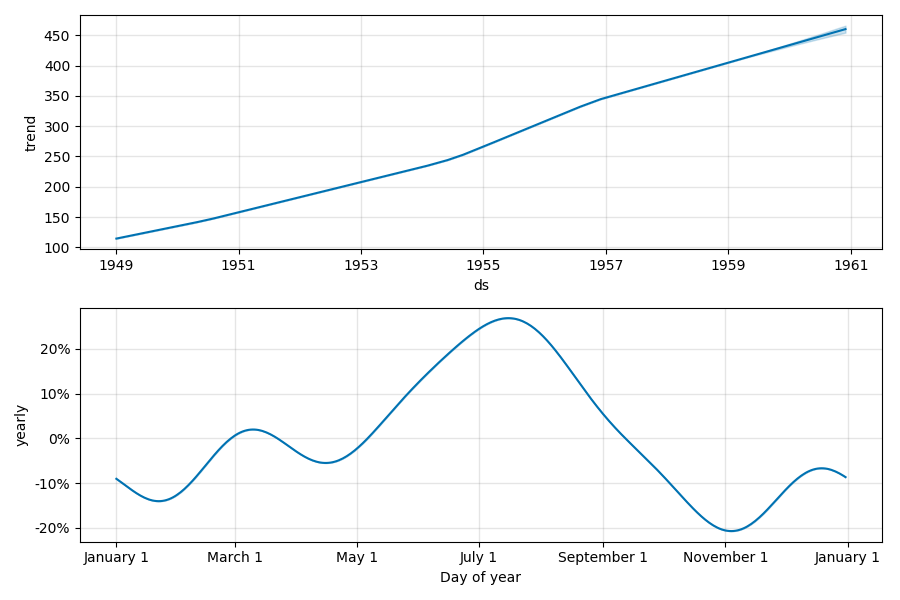 450
400
350
300
250
200
150
100
trend
1949 1951 1953 1955 1957 1959 1961
ds
20%
10%
0%
-10%
-20%
yearly
January 1 March 1 May 1 July 1 September 1 November 1 January 1
Day of year